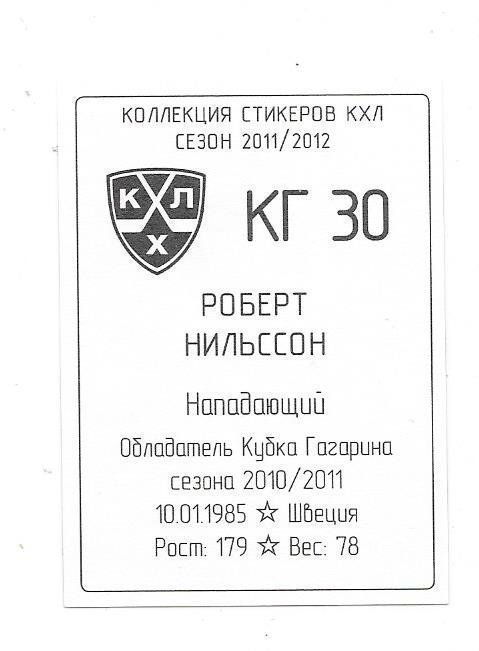 КОЛЛЕКЦИЯ СТИКЕРОВ КХЛ
СЕЗОН 2011/2012
К Х Л
КГ 30
РОБЕРТ
НИЛЬССОН
Нападающий
Обладатель Кубка Гагарина
сезона 2010/2011
10.01.1985 ☆ Швеция
Рост: 179 ☆ Вес: 78